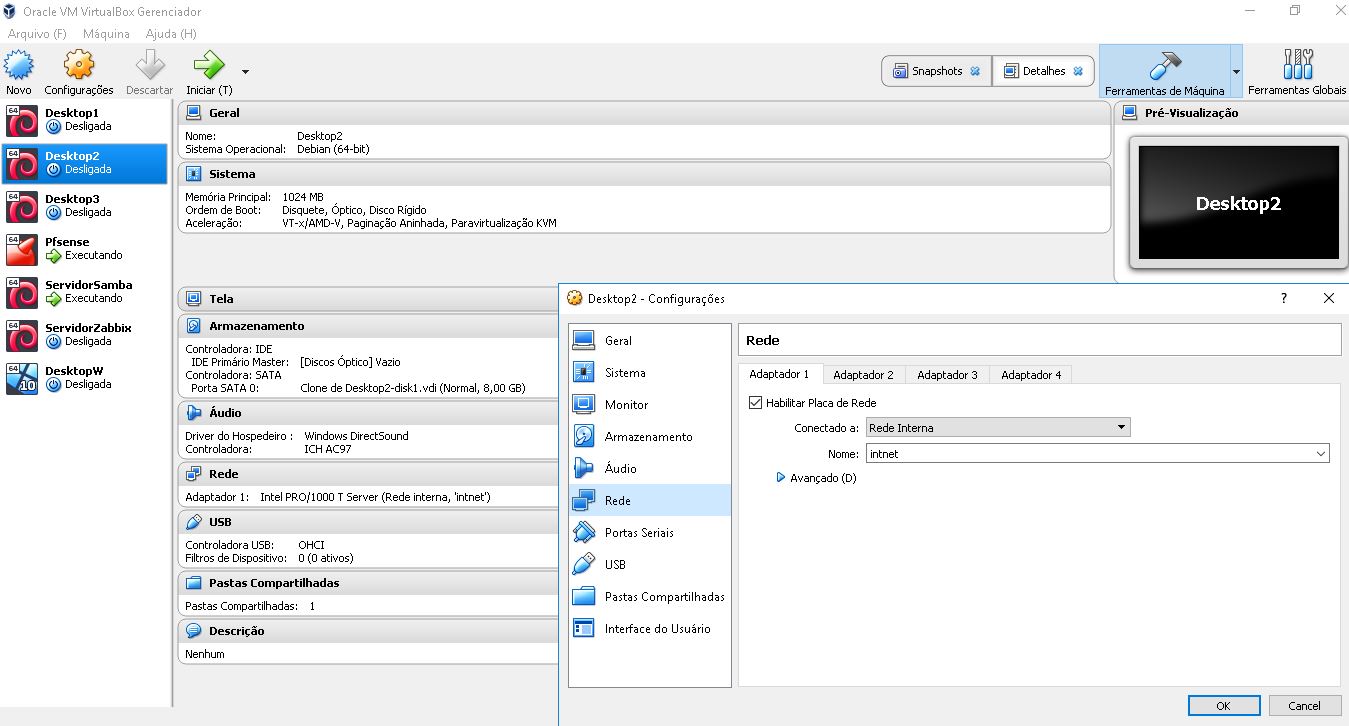 Oracle VM VirtualBox Gerenciador
Arquivo (F) Máquina Ajuda (H)
Novo Configurações Descartar Iniciar (T)
Snapshots Detalhes Ferramentas de Máquina Ferramentas Globais
64 Desktop1
Desligada
64 Desktop2
Desligada
64 Desktop3
Desligada
64 Pfsense
Executando
64 ServidorSamba
Executando
64 ServidorZabbix
Desligada
64 10 DesktopW
Desligada
Geral
Nome: Desktop2
Sistema Operacional: Debian (64-bit)
Sistema
Memória Principal: 1024 MB
Ordem de Boot: Disquete, Óptico, Disco Rígido
Aceleração: VT-x/AMD-V, Paginação Aninhada, Paravirtualização KVM
Pré-Visualização
Desktop2
Tela
Armazenamento
Controladora: IDE
IDE Primário Master: [Discos Óptico] Vazio
Controladora: SATA
Porta SATA 0: Clone de Desktop2-disk1.vdi (Normal, 8,00 GB)
Áudio
Driver do Hospedeiro : Windows DirectSound
Controladora: ICH AC97
Rede
Adaptador 1: Intel PRO/1000 T Server (Rede interna, 'intnet')
USB
Controladora USB: OHCI
Filtros de Dispositivo: 0 (0 ativos)
Pastas Compartilhadas
Pastas Compartilhadas: 1
Descrição
Nenhum
Desktop2 - Configurações ?
Geral
Sistema
Monitor
Armazenamento
Áudio
Rede
Portas Seriais
USB
Pastas Compartilhadas
Interface do Usuário
Rede
Adaptador 1 Adaptador 2 Adaptador 3 Adaptador 4
Habilitar Placa de Rede
Conectado a: Rede Interna
Nome: intnet
Avançado (D)
OK Cancel